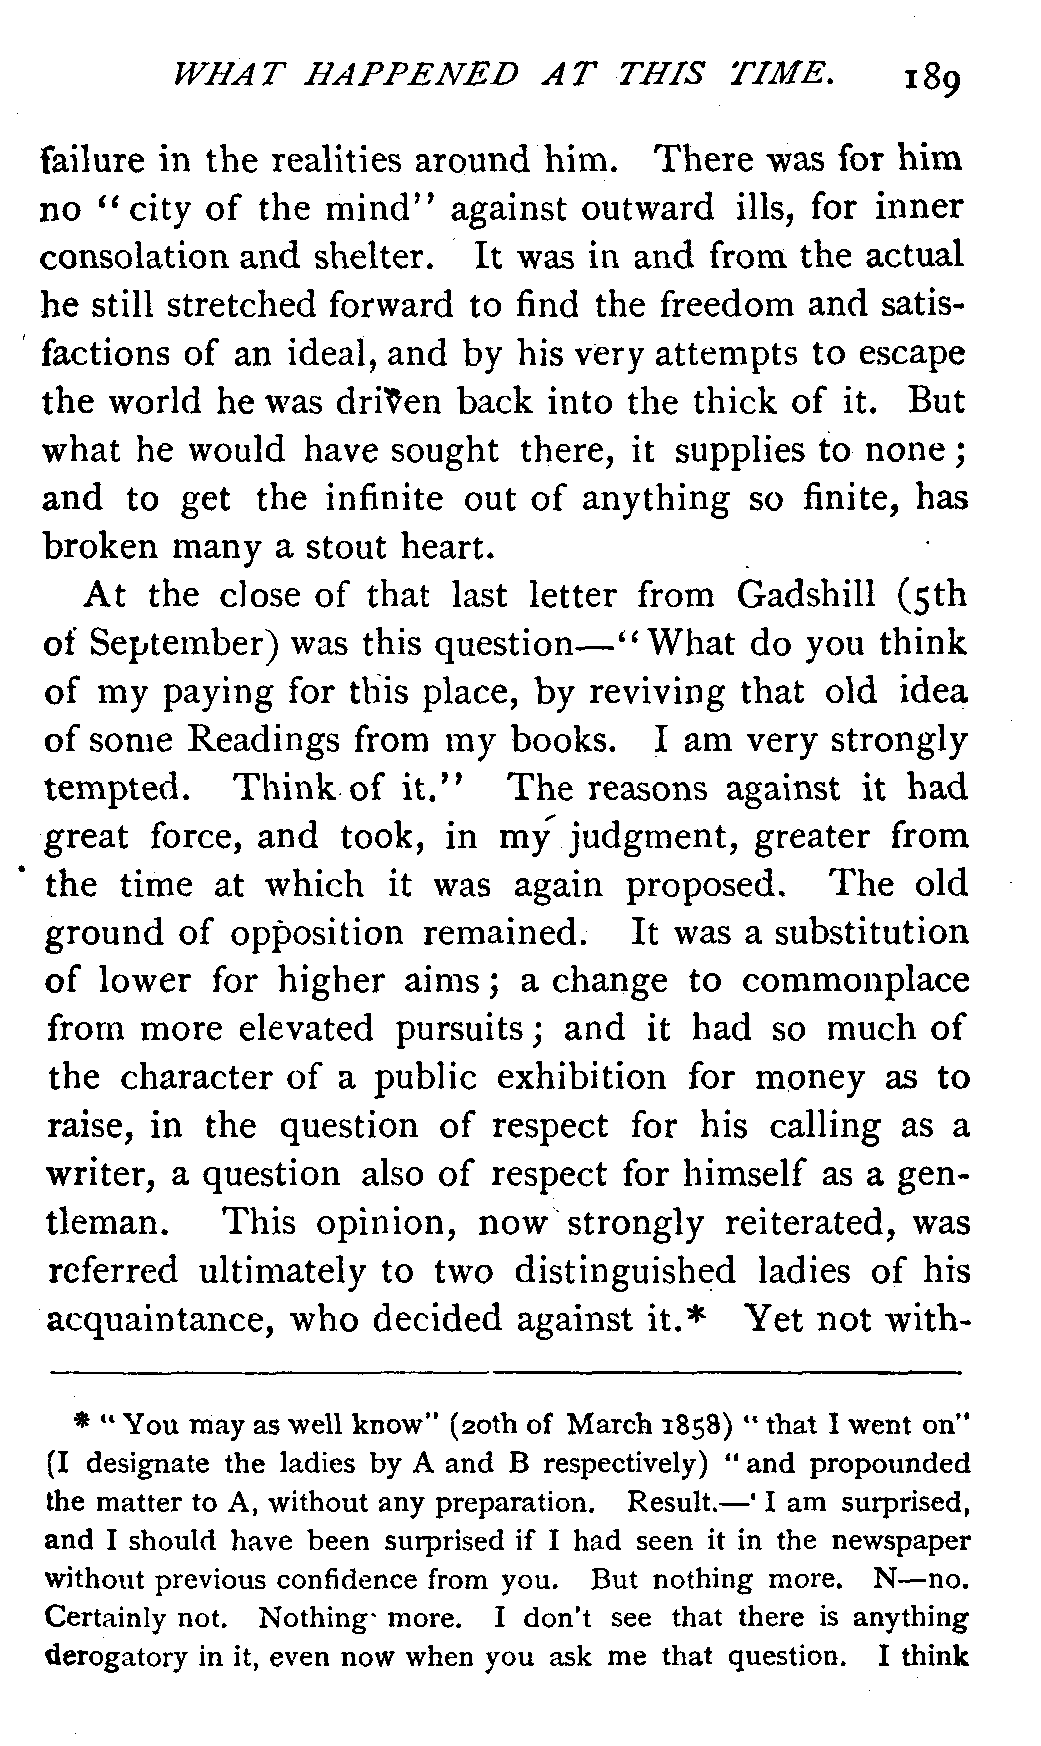 WHAT HAPPENED AT THIS TIME. 189
failure in the realities around him. There was for him
no "city of the mind" against outward ills, for inner
consolation and shelter. It was in and from the actual
he still stretched forward to find the freedom and satis-
factions of an ideal, and by his very attempts to escape
the world he was driven back into the thick of it. But
what he would have sought there, it supplies to none;
and to get the infinite out of anything so finite, has
broken many a stout heart.
At the close of that last letter from Gadshill (5th
of September) was this question—"What do you think
of my paying for this place, by reviving that old idea
of some Readings from my books. I am very strongly
tempted. Think of it." The reasons against it had
great force, and took, in my judgment, greater from
the time at which it was again proposed. The old
ground of opposition remained. It was a substitution
of lower for higher aims; a change to commonplace
from more elevated pursuits; and it had so much of
the character of a public exhibition for money as to
raise, in the question of respect for his calling as a
writer, a question also of respect for himself as a gen-
tleman. This opinion, now strongly reiterated, was
referred ultimately to two distinguished ladies of his
acquaintance, who decided against it.* Yet not with-
* "You may as well know" (20th of March 1858) "that I went on"
(I designate the ladies by A and B respectively) "and propounded
the matter to A, without any preparation. Result.—'I am surprised,
and I should have been surprised if I had seen it in the newspaper
without previous confidence from you. But nothing more. N—no.
Certainly not. Nothing more. I don't see that there is anything
derogatory in it, even now when you ask me that question. I think